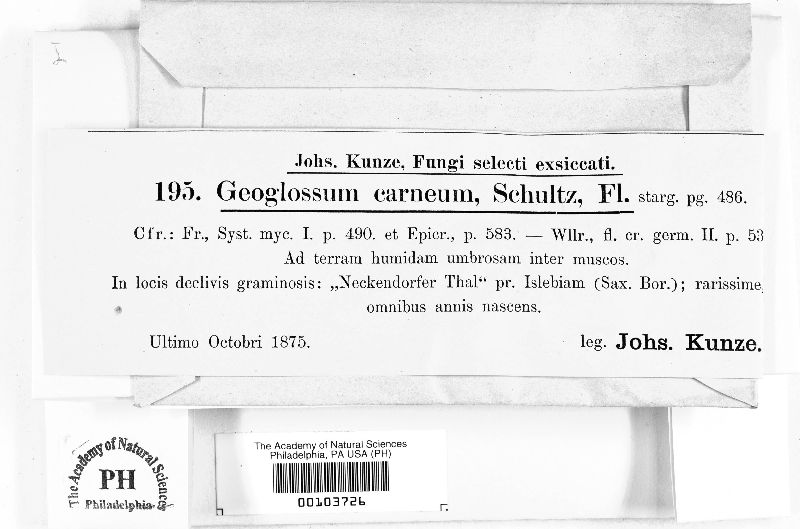 Johs. Kunze, Fungi selecti exsiccati.
195. Geoglossum carneum, Schultz, Fl. starg. pg. 486.
Cfr.: Fr., Syst. myc. I. p. 490. et Epicr., p. 583. — Wllr., fl. cr. germ. II. p. 53
Ad terram humidam umbrosam inter muscos.
In locis declivis graminosis: „Neckendorfer Thal“ pr. Islebiam (Sax. Bor.); rarissime,
omnibus annis nascens.
Ultimo Octobri 1875.
leg. Johs. Kunze.
The Academy of Natural Sciences
PH
Philadelphia
The Academy of Natural Sciences
Philadelphia, PA USA (PH)
00103726